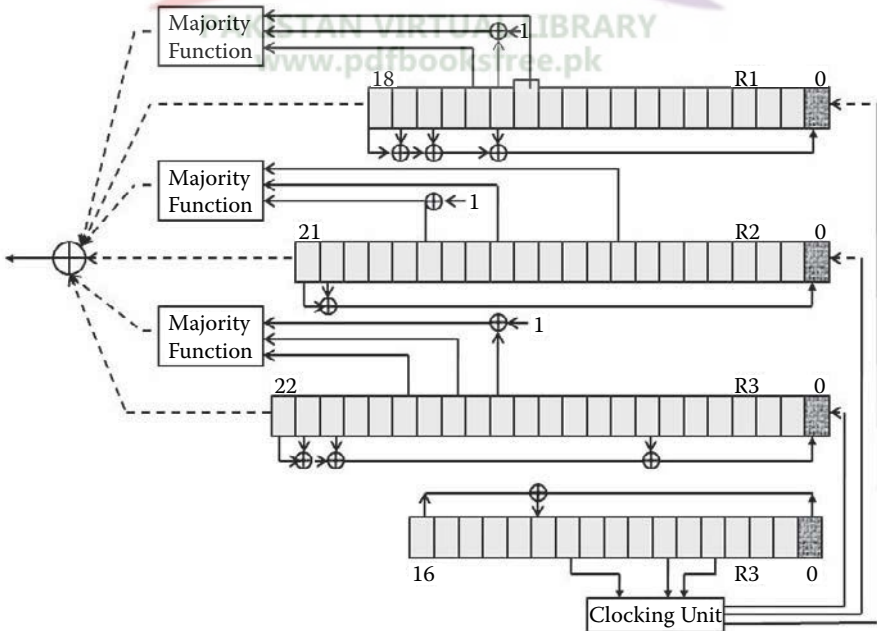 PAKISTAN VIRTUAL LIBRARY
www.pdfbooksfree.pk
Majority
Function
1
18
R1
0
Majority
Function
1
21
R2
0
Majority
Function
1
22
R3
0
16
R3
0
Clocking Unit